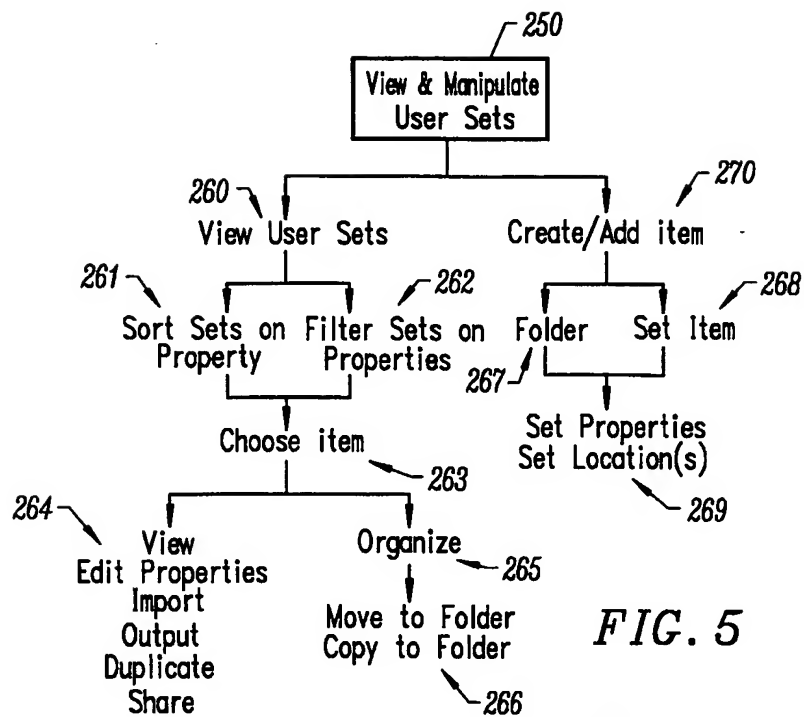 250
View & Manipulate
User Sets
260
270
View User Sets
Create/Add item
261
262
268
Sort Sets on
Property
Filter Sets on
Properties
Folder
Set Item
267
Choose item
Set Properties
Set Location(s)
263
269
264
View
Edit Properties
Import
Output
Duplicate
Share
Organize
265
Move to Folder
Copy to Folder
266
FIG. 5